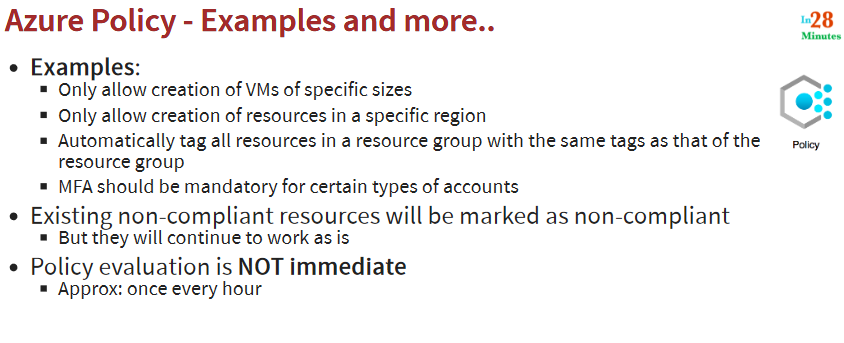 Azure Policy - Examples and more..
In28
Minutes
Examples:
Only allow creation of VMs of specific sizes
Only allow creation of resources in a specific region
Automatically tag all resources in a resource group with the same tags as that of the
resource group
MFA should be mandatory for certain types of accounts
Policy
Existing non-compliant resources will be marked as non-compliant
But they will continue to work as is
Policy evaluation is NOT immediate
Approx: once every hour